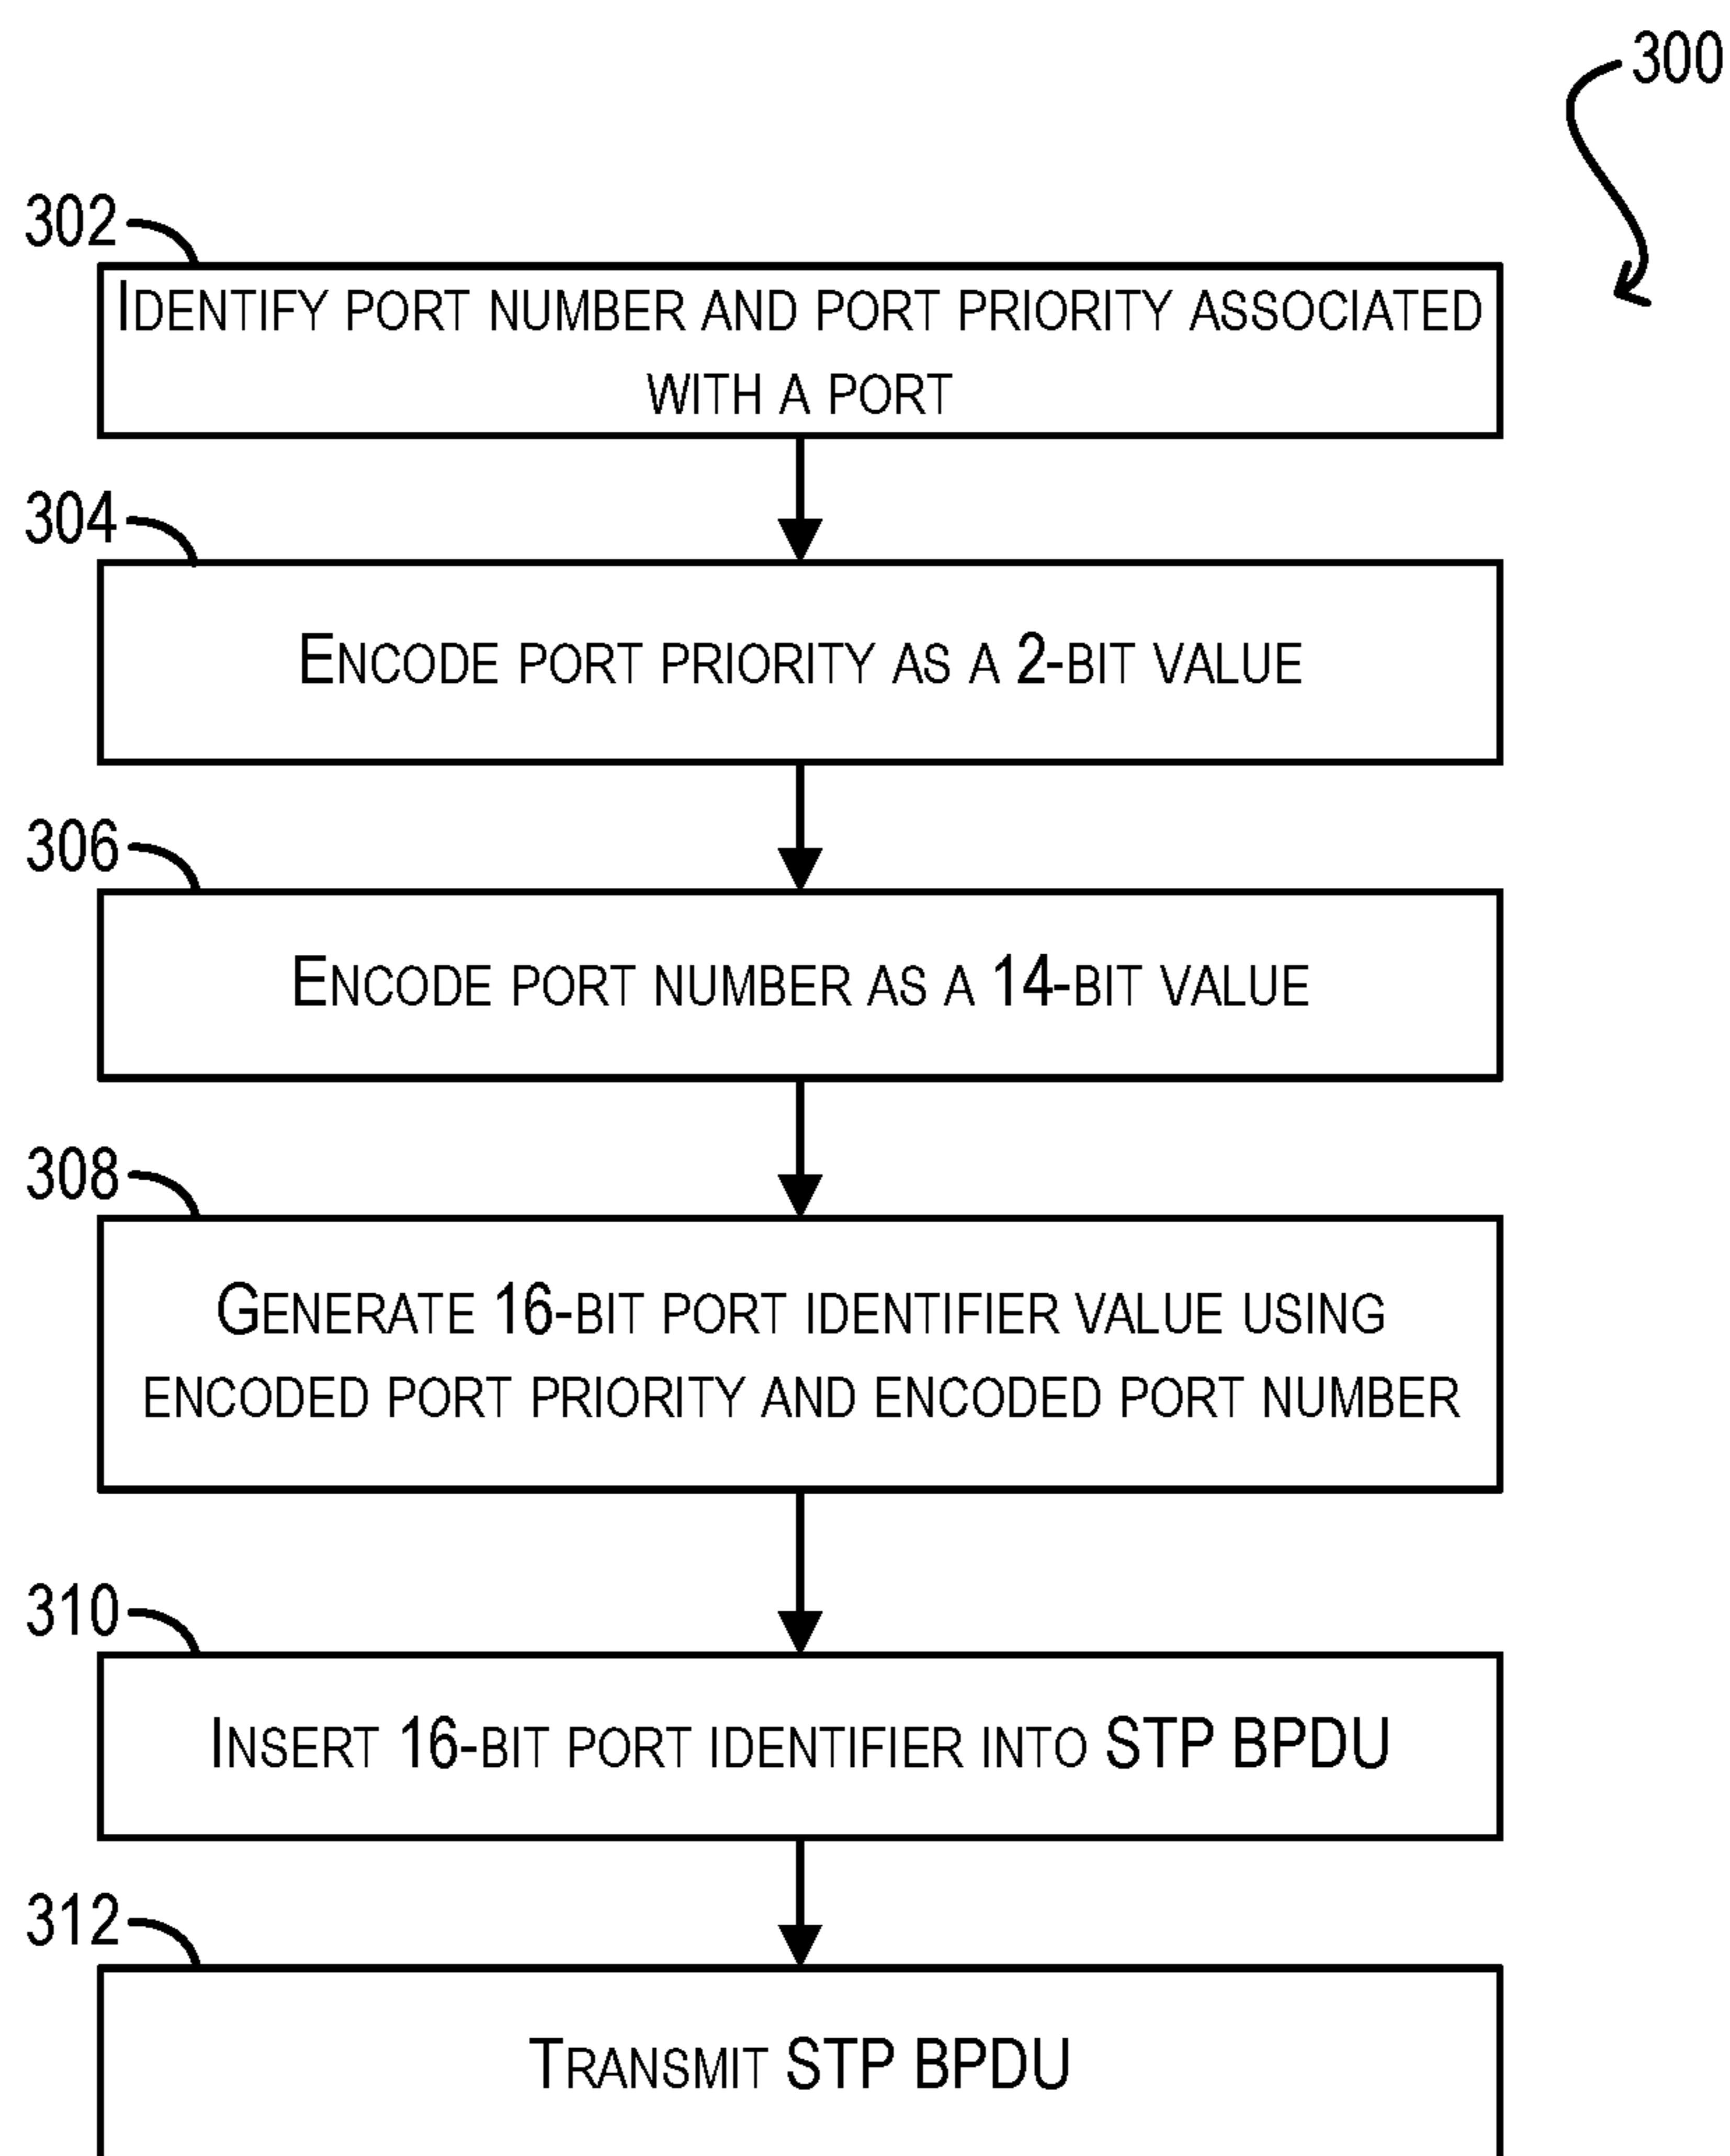 300
302
Identify port number and port priority associated
with a port
304
Encode port priority as a 2-bit value
306
Encode port number as a 14-bit value
308
Generate 16-bit port identifier value using
encoded port priority and encoded port number
310
Insert 16-bit port identifier into STP BPDU
312
Transmit STP BPDU